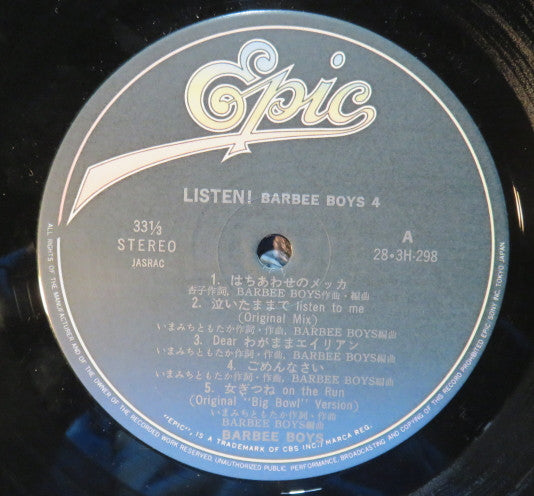 Epic
LISTEN! BARBEE BOYS 4
33⅓
STEREO
JASRAC
A
28•3H-298
1. はちあわせのメッカ
杏子作詞, BARBEE BOYS作曲・編曲
2. 泣いたままで listen to me
(Original Mix)
いまみちともたか作詞・作曲, BARBEE BOYS編曲
3. Dear わがままエイリアン
いまみちともたか作詞・作曲, BARBEE BOYS編曲
4. ごめんなさい
いまみちともたか作詞・作曲, BARBEE BOYS編曲
5. 女ぎつね on the Run
(Original "Big Bowl" Version)
いまみちともたか作詞・作曲
BARBEE BOYS編曲
BARBEE BOYS
"EPIC", IS A TRADEMARK OF CBS INC./MARCA REG.
ALL RIGHTS OF THE MANUFACTURER AND OF THE OWNER OF THE RECORDED WORK RESERVED. UNAUTHORIZED PUBLIC PERFORMANCE, BROADCASTING, AND COPYING OF THIS RECORD PROHIBITED EPIC SONY INC. TOKYO JAPAN